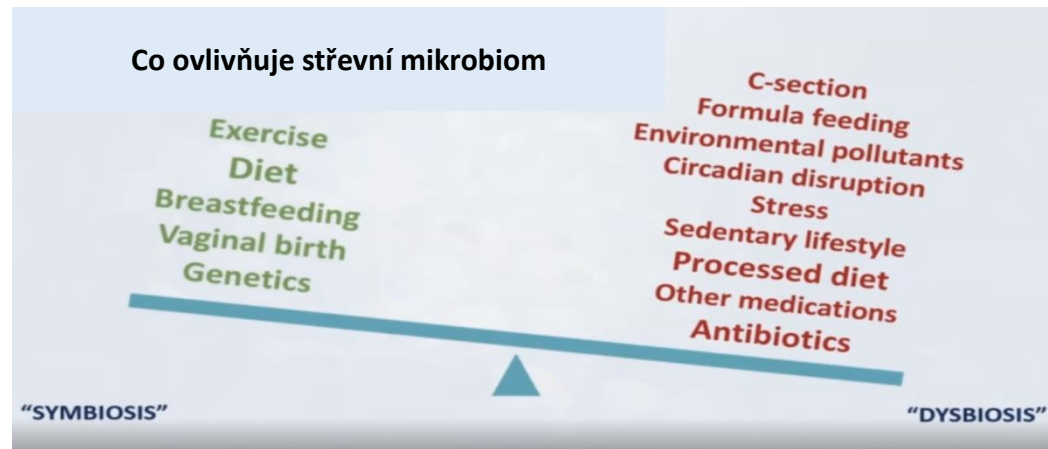 Co ovlivňuje střevní mikrobiom
Exercise
Diet
Breastfeeding
Vaginal birth
Genetics
C-section
Formula feeding
Environmental pollutants
Circadian disruption
Stress
Sedentary lifestyle
Processed diet
Other medications
Antibiotics
“SYMBIOSIS”
“DYSBIOSIS”